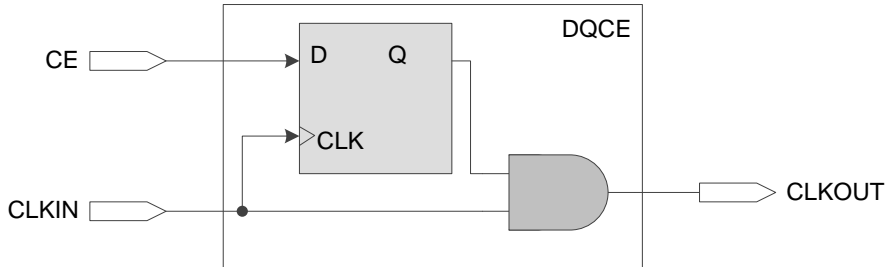 DQCE
CE
D Q
CLK
CLKIN
CLKOUT